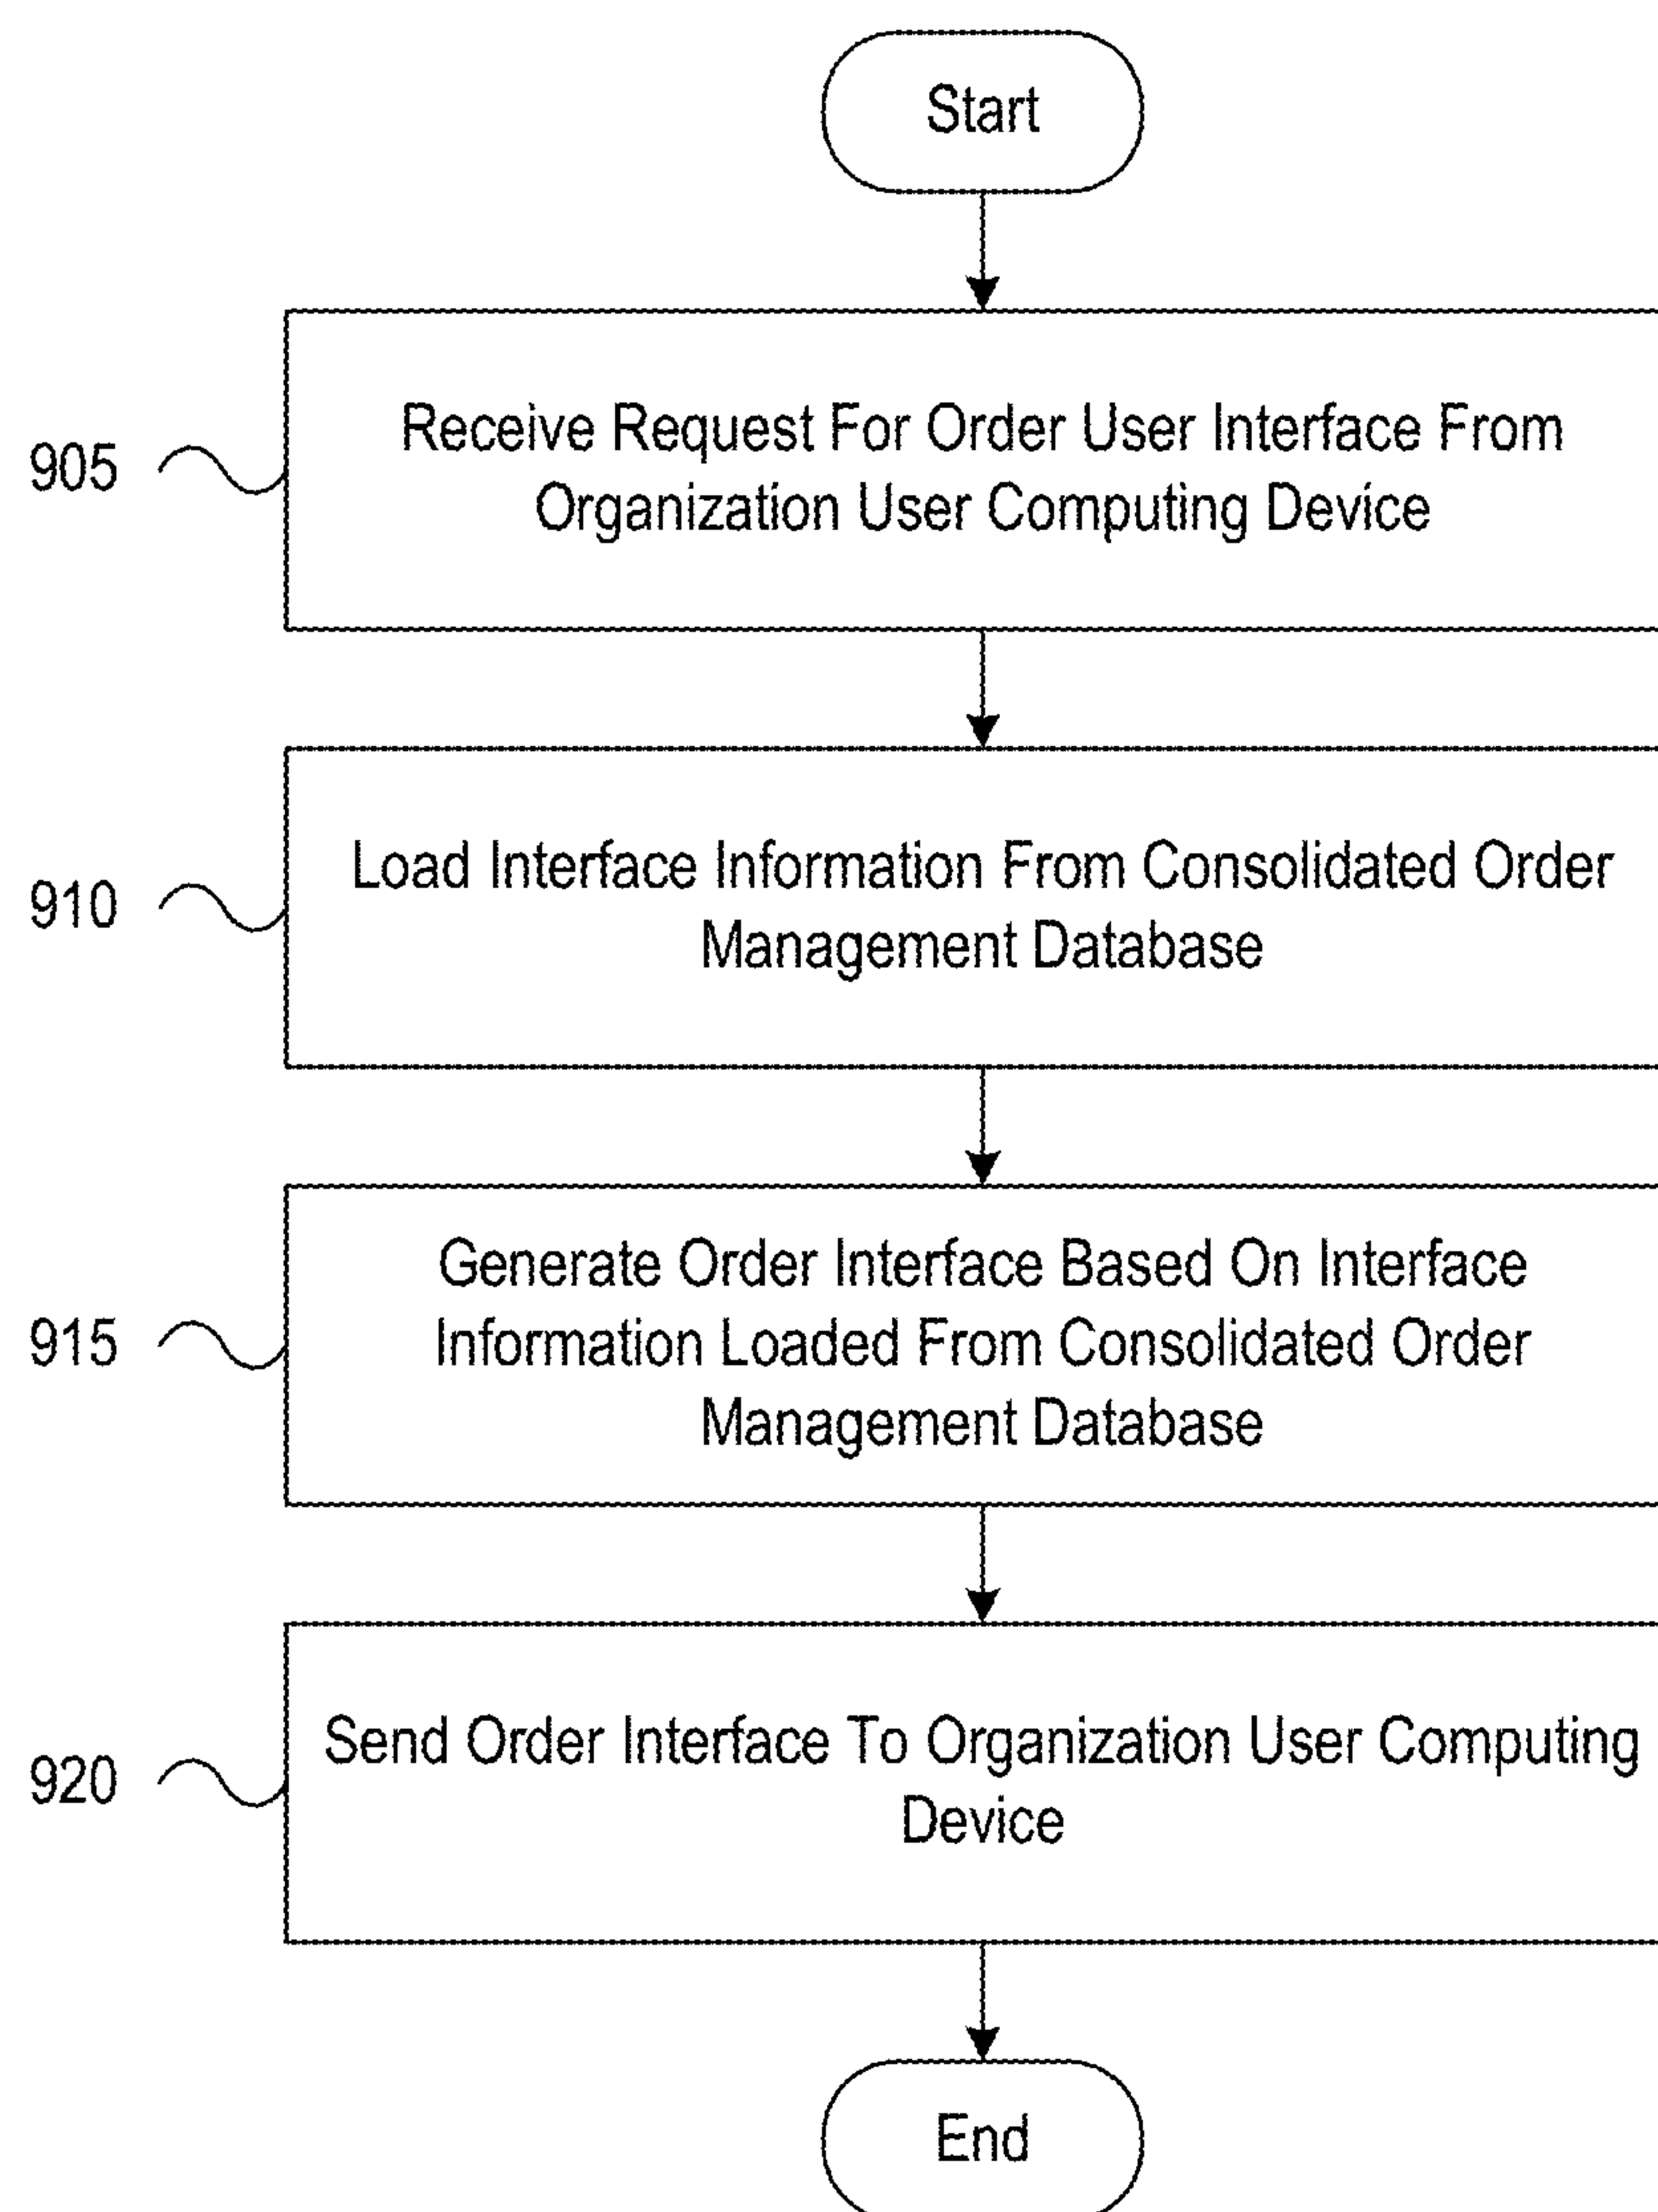 Start
905
Receive Request For Order User Interface From
Organization User Computing Device
910
Load Interface Information From Consolidated Order
Management Database
915
Generate Order Interface Based On Interface
Information Loaded From Consolidated Order
Management Database
920
Send Order Interface To Organization User Computing
Device
End